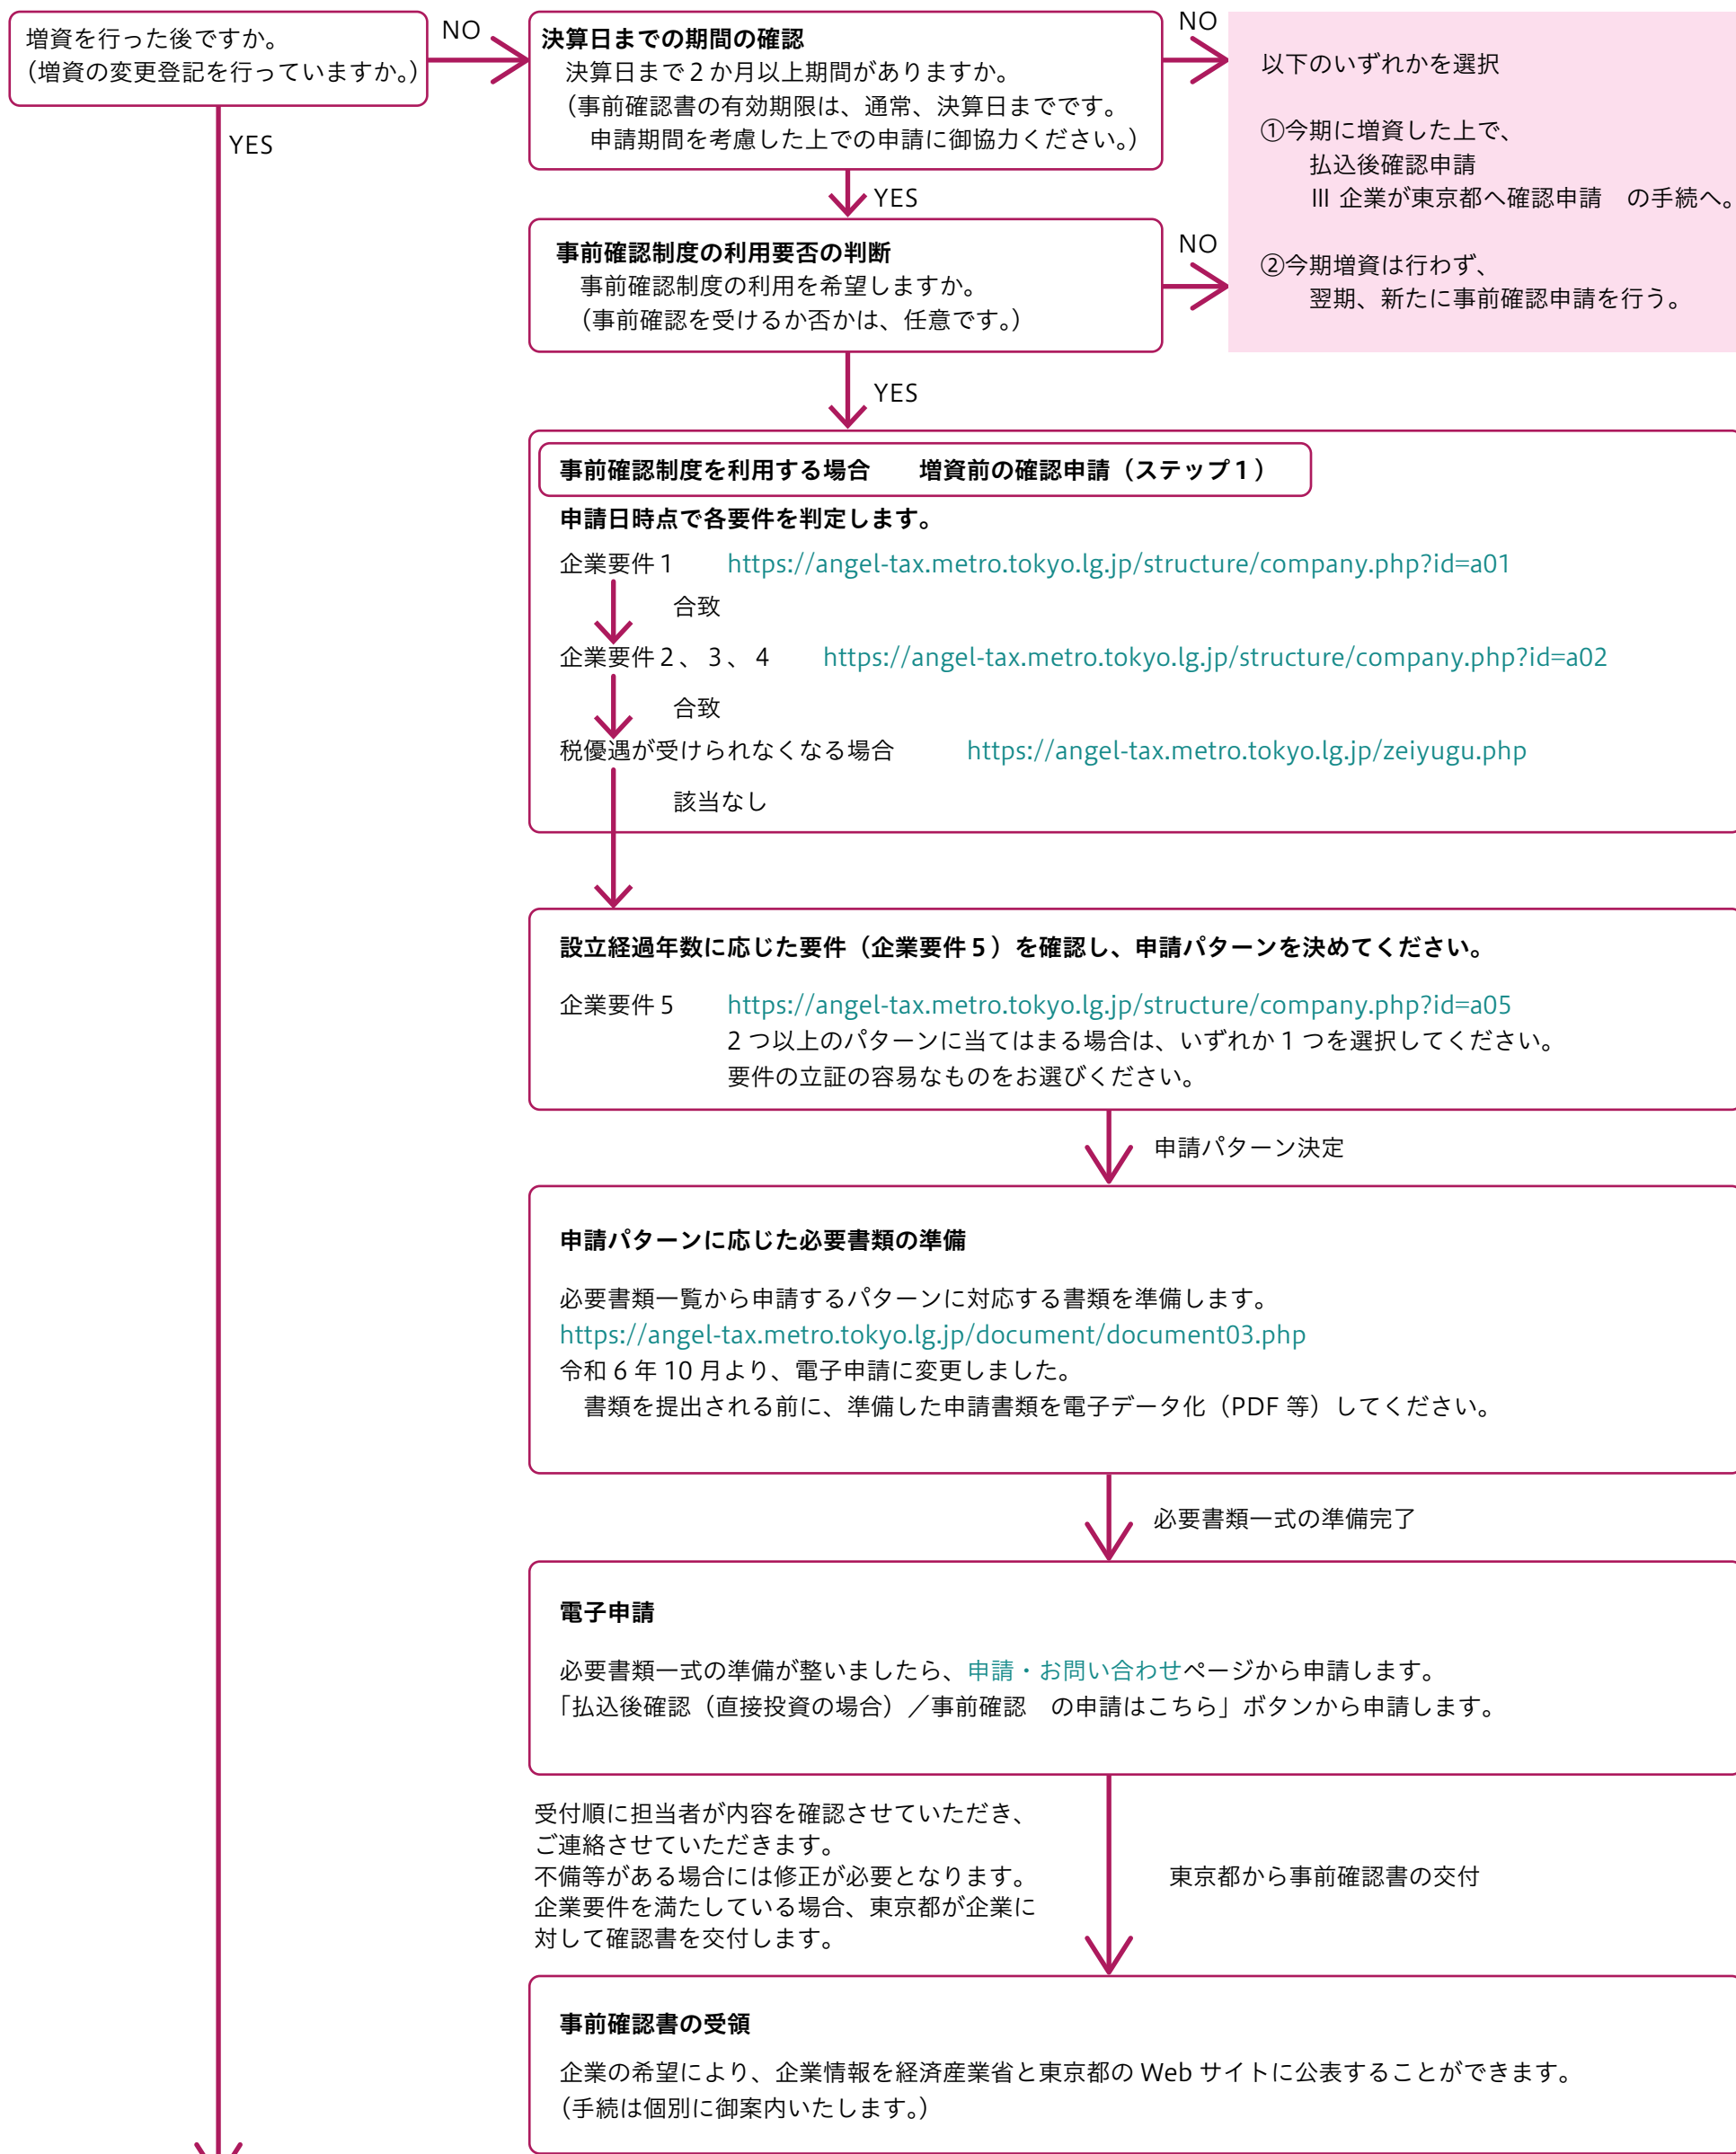 増資を行った後ですか。
（増資の変更登記を行っていますか。）
NO
YES
決算日までの期間の確認
決算日まで２か月以上期間がありますか。
（事前確認書の有効期限は、通常、決算日までです。
申請期間を考慮した上での申請に御協力ください。）
NO
YES
以下のいずれかを選択
①今期に増資した上で、
払込後確認申請
Ⅲ 企業が東京都へ確認申請　の手続へ。
②今期増資は行わず、
翌期、新たに事前確認申請を行う。
事前確認制度の利用要否の判断
事前確認制度の利用を希望しますか。
（事前確認を受けるか否かは、任意です。）
NO
YES
事前確認制度を利用する場合　　増資前の確認申請（ステップ１）
申請日時点で各要件を判定します。
企業要件１　　https://angel-tax.metro.tokyo.lg.jp/structure/company.php?id=a01
合致
企業要件２、３、４　　https://angel-tax.metro.tokyo.lg.jp/structure/company.php?id=a02
合致
税優遇が受けられなくなる場合　　　https://angel-tax.metro.tokyo.lg.jp/zeiyugu.php
該当なし
設立経過年数に応じた要件（企業要件５）を確認し、申請パターンを決めてください。
企業要件５　　https://angel-tax.metro.tokyo.lg.jp/structure/company.php?id=a05
２つ以上のパターンに当てはまる場合は、いずれか１つを選択してください。
要件の立証の容易なものをお選びください。
申請パターン決定
申請パターンに応じた必要書類の準備
必要書類一覧から申請するパターンに対応する書類を準備します。
https://angel-tax.metro.tokyo.lg.jp/document/document03.php
令和 6 年 10 月より、電子申請に変更しました。
書類を提出される前に、準備した申請書類を電子データ化（PDF 等）してください。
必要書類一式の準備完了
電子申請
必要書類一式の準備が整いましたら、申請・お問い合わせページから申請します。
「払込後確認（直接投資の場合）／事前確認　の申請はこちら」ボタンから申請します。
受付順に担当者が内容を確認させていただき、
ご連絡させていただきます。
不備等がある場合には修正が必要となります。
企業要件を満たしている場合、東京都が企業に
対して確認書を交付します。
東京都から事前確認書の交付
事前確認書の受領
企業の希望により、企業情報を経済産業省と東京都の Web サイトに公表することができます。
（手続は個別に御案内いたします。）